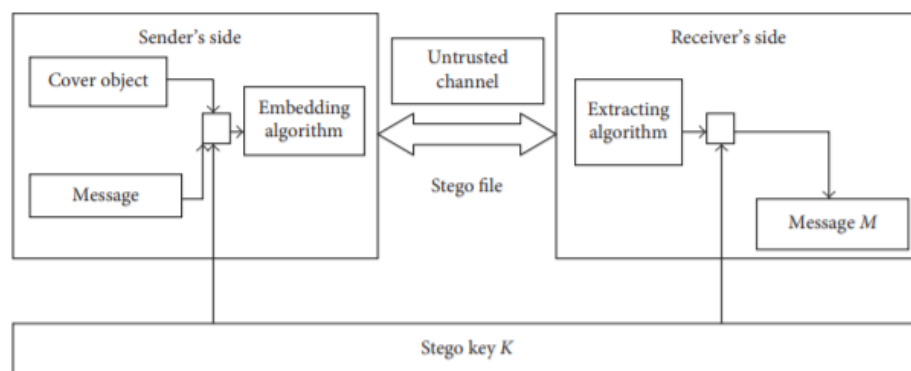 Sender's side
Cover object
Embedding
algorithm
Message
Untrusted
channel
Stego file
Receiver's side
Extracting
algorithm
Message M
Stego key K